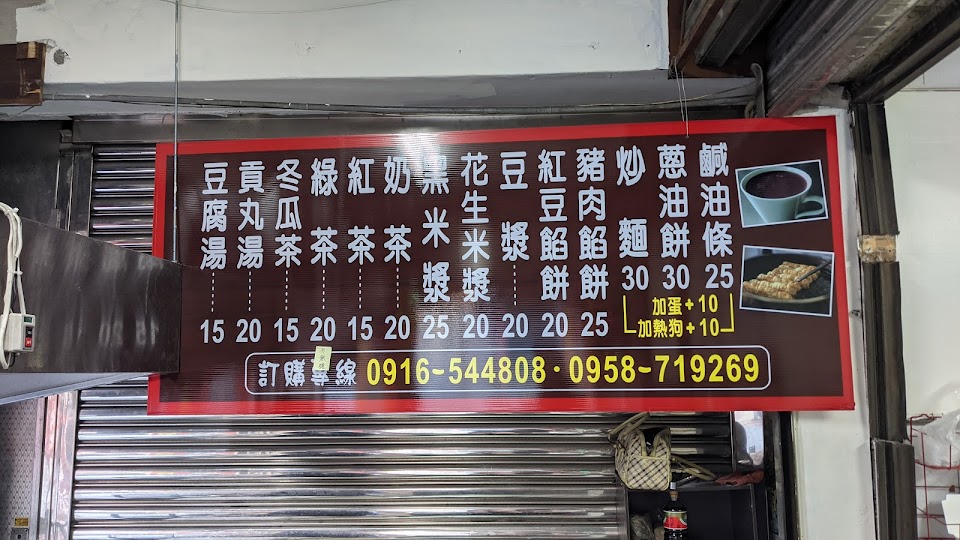 鹹油條 25
蔥油餅 30
炒麵 30
加蛋+10
加熱狗+10
豬肉餡餅 25
紅豆餡餅 20
豆漿 20
花生米漿 20
黑米漿 25
奶茶 20
紅茶 15
綠茶 20
冬瓜茶 15
貢丸湯 20
豆腐湯 15
訂購專線 0916~544808·0958~719269